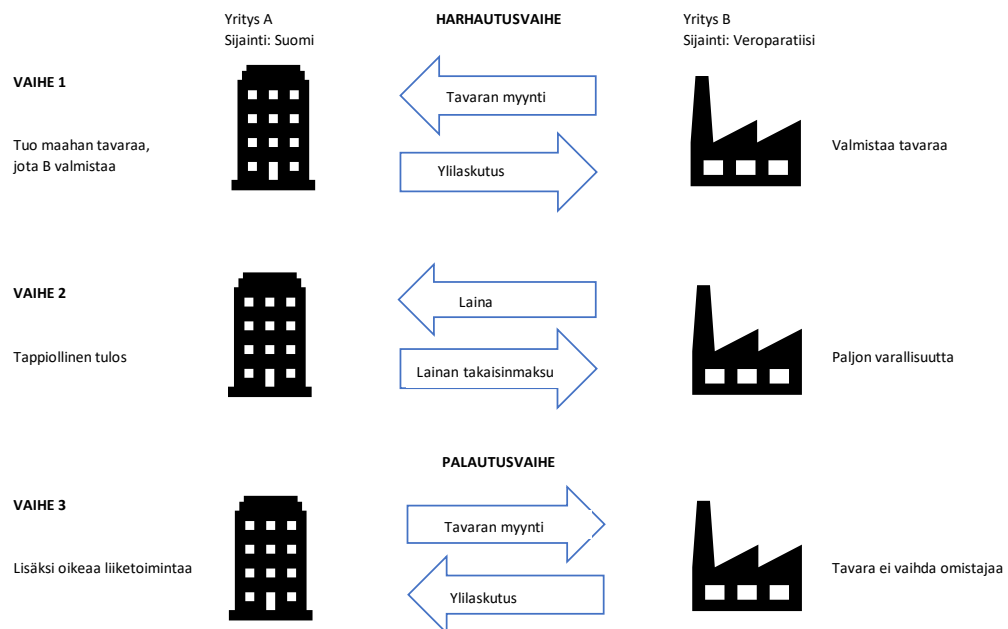 Yritys A
Sijainti: Suomi
HARHAUTUSVAIHE
Yritys B
Sijainti: Veroparatiisi
VAIHE 1
Tuo maahan tavaraa,
jota B valmistaa
Tavaran myynti
Ylilaskutus
Valmistaa tavaraa
VAIHE 2
Tappiollinen tulos
Laina
Lainan takaisinmaksu
Paljon varallisuutta
PALAUTUSVAIHE
VAIHE 3
Lisäksi oikeaa liiketoimintaa
Tavaran myynti
Ylilaskutus
Tavara ei vaihda omistajaa